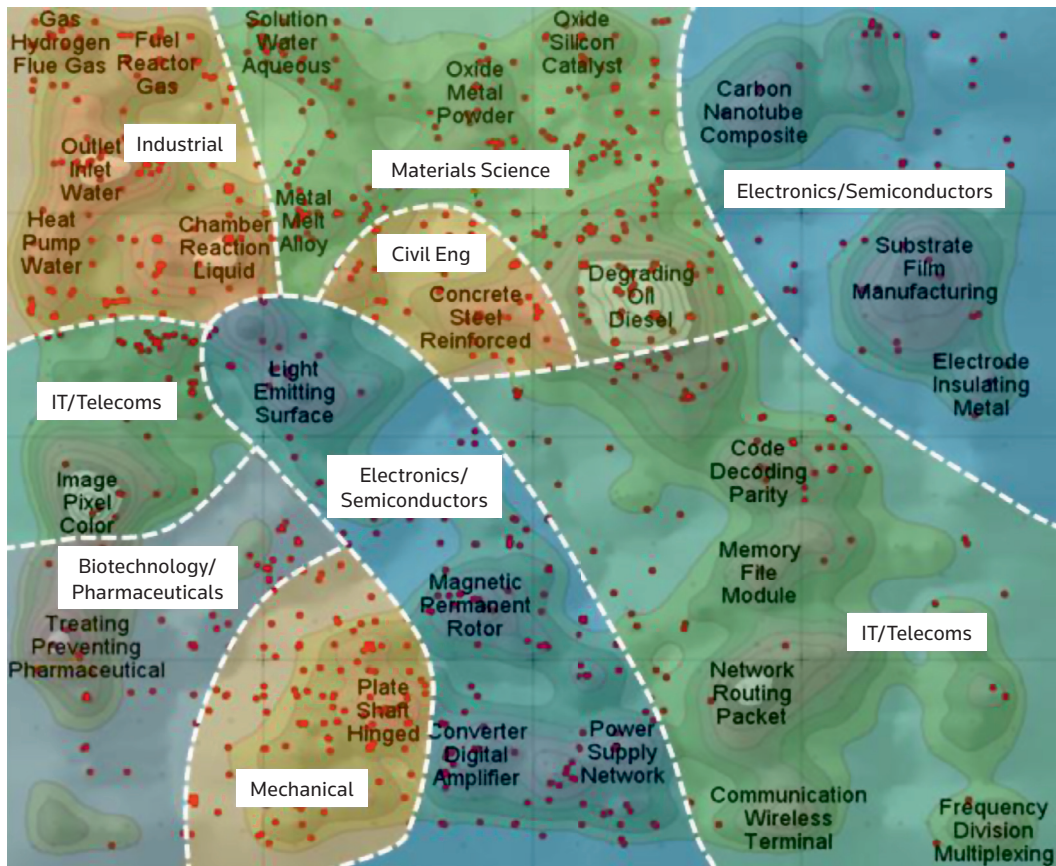 Gas
Hydrogen
Flue Gas
Fuel
Reactor
Gas
Solution
Water
Aqueous
Oxide
Metal
Powder
Oxide
Silicon
Catalyst
Carbon
Nanotube
Composite
Industrial
Outlet
Inlet
Water
Materials Science
Electronics/Semiconductors
Heat
Pump
Water
Chamber
Reaction
Liquid
Metal
Melt
Alloy
Civil Eng
Concrete
Steel
Reinforced
Degrading
Oil
Diesel
Substrate
Film
Manufacturing
Electrode
Insulating
Metal
IT/Telecoms
Light
Emitting
Surface
Image
Pixel
Color
Electronics/
Semiconductors
Code
Decoding
Parity
Biotechnology/
Pharmaceuticals
Treating
Preventing
Pharmaceutical
Magnetic
Permanent
Rotor
Memory
File
Module
IT/Telecoms
Plate
Shaft
Hinged
Network
Routing
Packet
Mechanical
Converter
Digital
Amplifier
Power
Supply
Network
Communication
Wireless
Terminal
Frequency
Division
Multiplexing